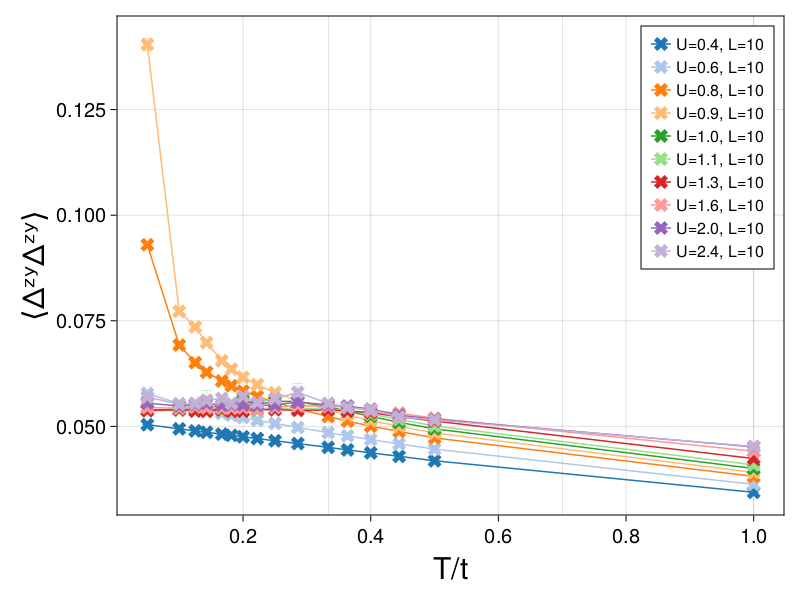 ⟨Δᶻʸ Δᶻʸ⟩
0.125
0.100
0.075
0.050
0.2
0.4
0.6
0.8
1.0
T/t
U=0.4, L=10
U=0.6, L=10
U=0.8, L=10
U=0.9, L=10
U=1.0, L=10
U=1.1, L=10
U=1.3, L=10
U=1.6, L=10
U=2.0, L=10
U=2.4, L=10